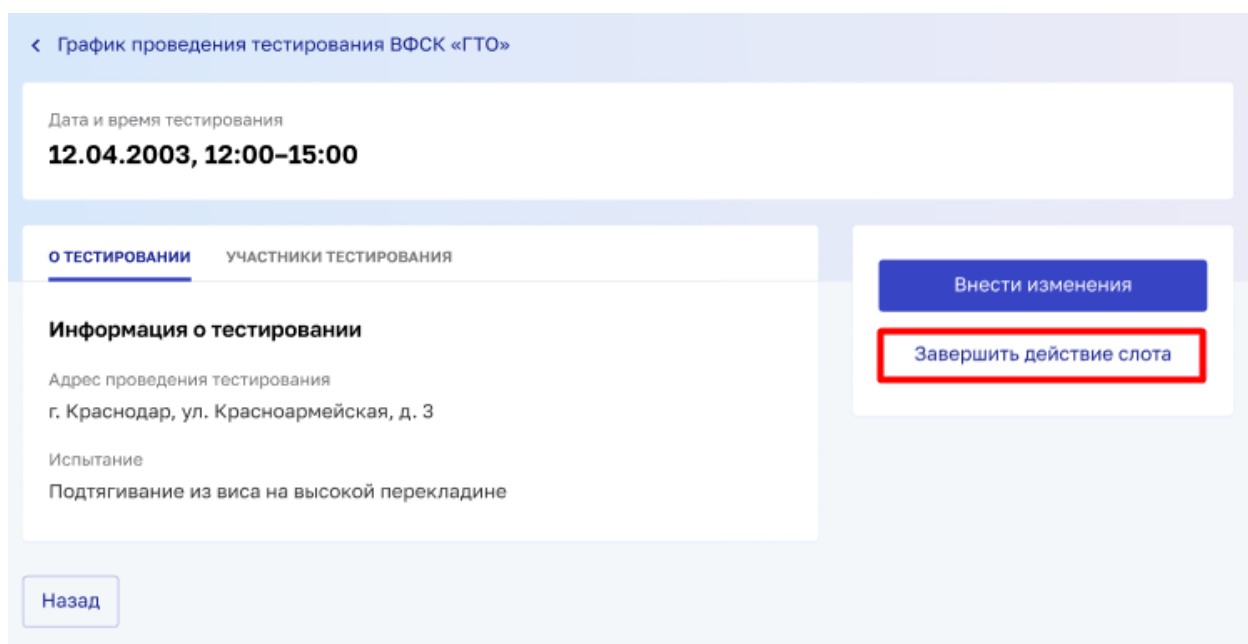 График проведения тестирования ВФСК «ГТО»
Дата и время тестирования
12.04.2003, 12:00–15:00
О ТЕСТИРОВАНИИ УЧАСТНИКИ ТЕСТИРОВАНИЯ
Информация о тестировании
Адрес проведения тестирования
г. Краснодар, ул. Красноармейская, д. 3
Испытание
Подтягивание из виса на высокой перекладине
Внести изменения
Завершить действие слота
Назад